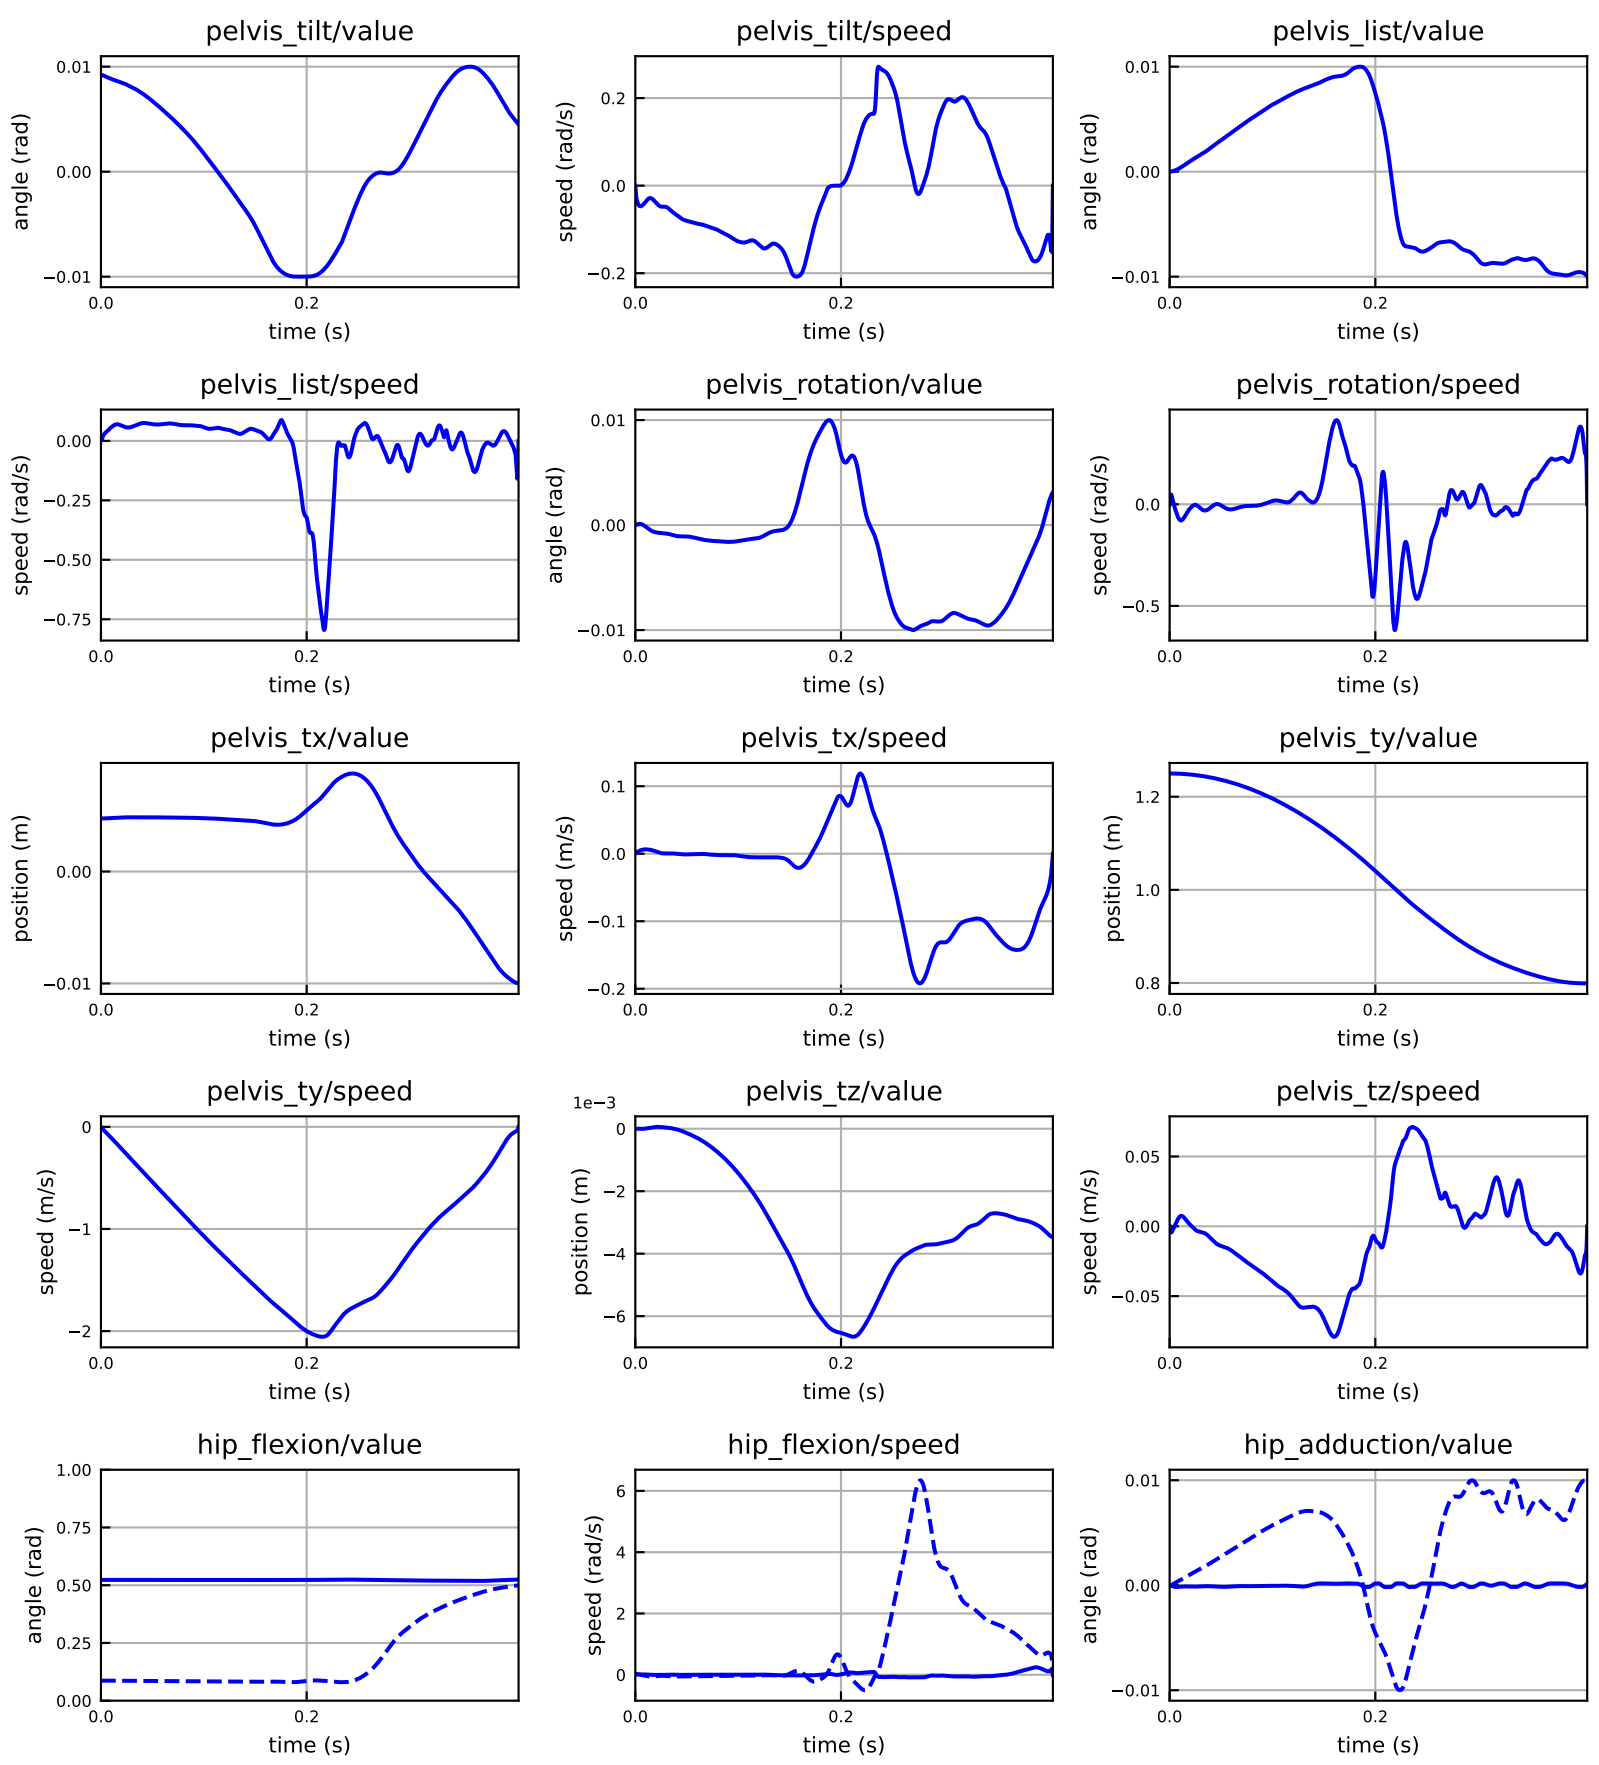 pelvis_tilt/value
angle (rad)
0.01
0.00
−0.01
0.0
0.2
time (s)
pelvis_tilt/speed
speed (rad/s)
0.2
0.0
−0.2
0.0
0.2
time (s)
pelvis_list/value
angle (rad)
0.01
0.00
−0.01
0.0
0.2
time (s)
pelvis_list/speed
speed (rad/s)
0.00
−0.25
−0.50
−0.75
0.0
0.2
time (s)
pelvis_rotation/value
angle (rad)
0.01
0.00
−0.01
0.0
0.2
time (s)
pelvis_rotation/speed
speed (rad/s)
0.0
−0.5
0.0
0.2
time (s)
pelvis_tx/value
position (m)
0.00
−0.01
0.0
0.2
time (s)
pelvis_tx/speed
speed (m/s)
0.1
0.0
−0.1
−0.2
0.0
0.2
time (s)
pelvis_ty/value
position (m)
1.2
1.0
0.8
0.0
0.2
time (s)
pelvis_ty/speed
speed (m/s)
0
−1
−2
0.0
0.2
time (s)
pelvis_tz/value
1e−3
position (m)
0
−2
−4
−6
0.0
0.2
time (s)
pelvis_tz/speed
speed (m/s)
0.05
0.00
−0.05
0.0
0.2
time (s)
hip_flexion/value
angle (rad)
1.00
0.75
0.50
0.25
0.00
0.0
0.2
time (s)
hip_flexion/speed
speed (rad/s)
6
4
2
0
0.0
0.2
time (s)
hip_adduction/value
angle (rad)
0.01
0.00
−0.01
0.0
0.2
time (s)